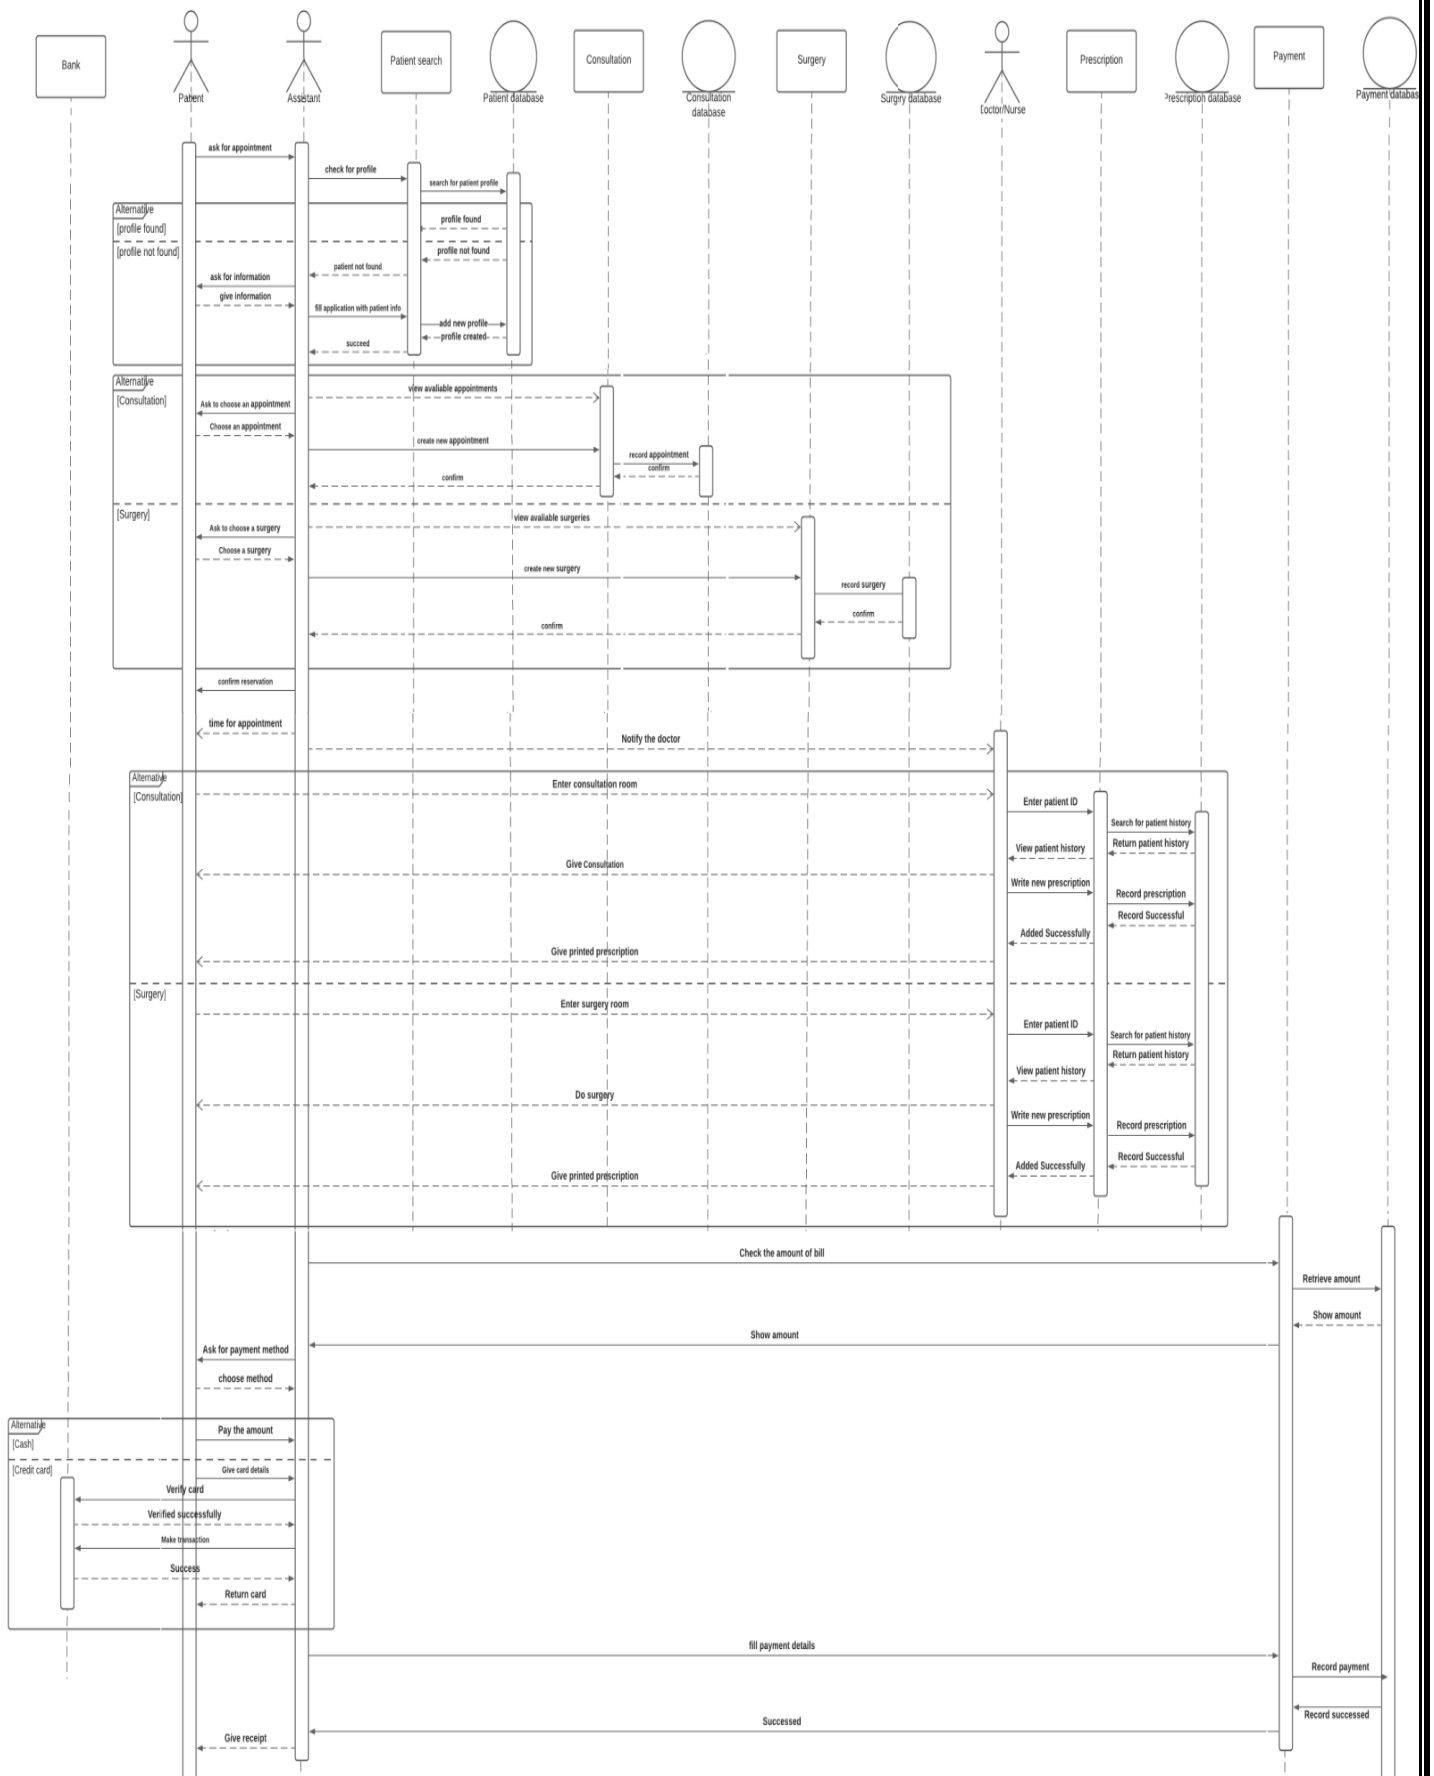 Bank
Patient
Assistant
Patient search
Patient database
Consultation
Consultation
database
Surgery
Surgry database
Doctor/Nurse
Prescription
Prescription database
Payment
Payment databas
ask for appointment
check for profile
search for patient profile
Alternative
[profile found]
profile found
[profile not found]
profile not found
patient not found
ask for information
give information
fill application with patient info
add new profile
profile created
succeed
Alternative
[Consultation]
view avaliable appointments
Ask to choose an appointment
Choose an appointment
create new appointment
record appointment
confirm
confirm
[Surgery]
view avaliable surgeries
Ask to choose a surgery
Choose a surgery
create new surgery
record surgery
confirm
confirm
confirm reservation
time for appointment
Notify the doctor
Alternative
[Consultation]
Enter consultation room
Enter patient ID
Search for patient history
Return patient history
View patient history
Give Consultation
Write new prescription
Record prescription
Record Successful
Added Successfully
Give printed prescription
[Surgery]
Enter surgery room
Enter patient ID
Search for patient history
Return patient history
View patient history
Do surgery
Write new prescription
Record prescription
Record Successful
Added Successfully
Give printed prescription
Check the amount of bill
Retrieve amount
Show amount
Show amount
Ask for payment method
choose method
Alternative
Pay the amount
[Cash]
[Credit card]
Give card details
Verify card
Verified successfully
Make transaction
Success
Return card
fill payment details
Record payment
Record successed
Successed
Give receipt